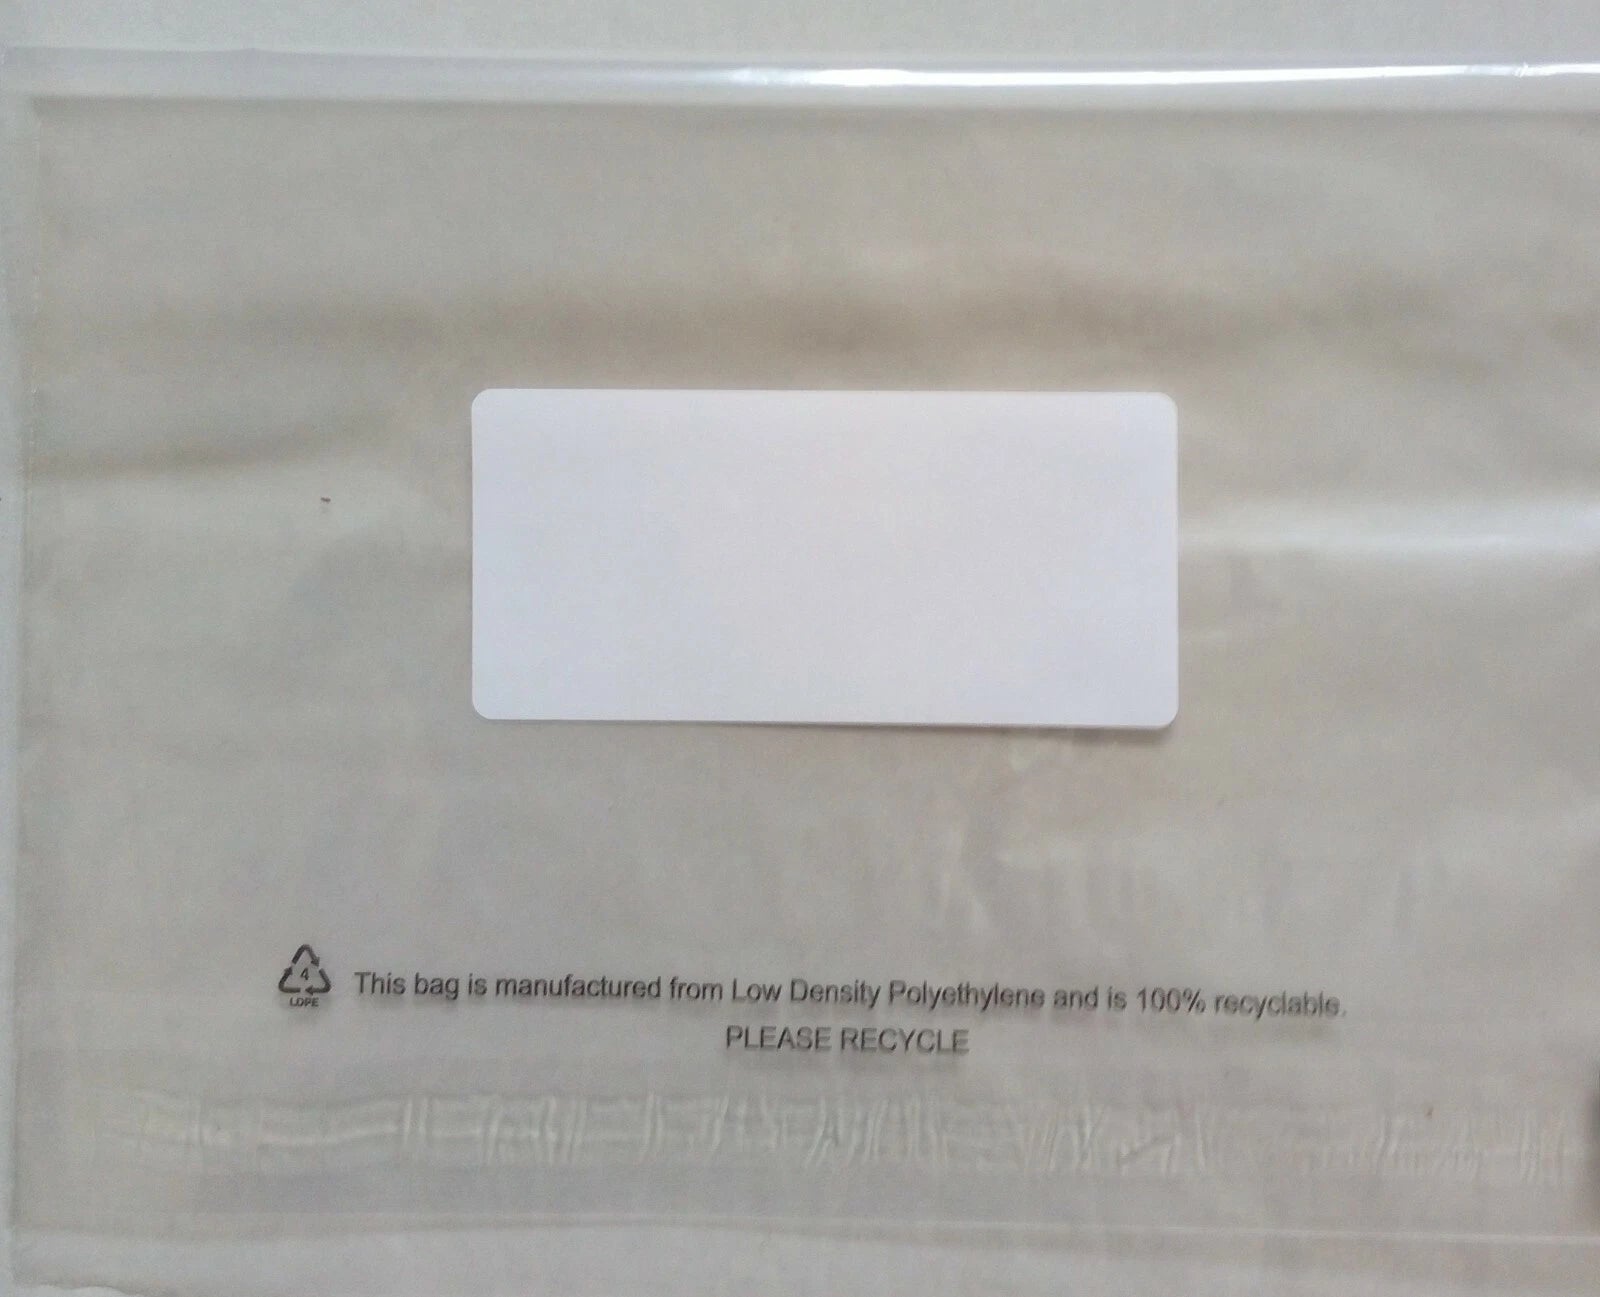 4
LDPE
This bag is manufactured from Low Density Polyethylene and is 100% recyclable.
PLEASE RECYCLE